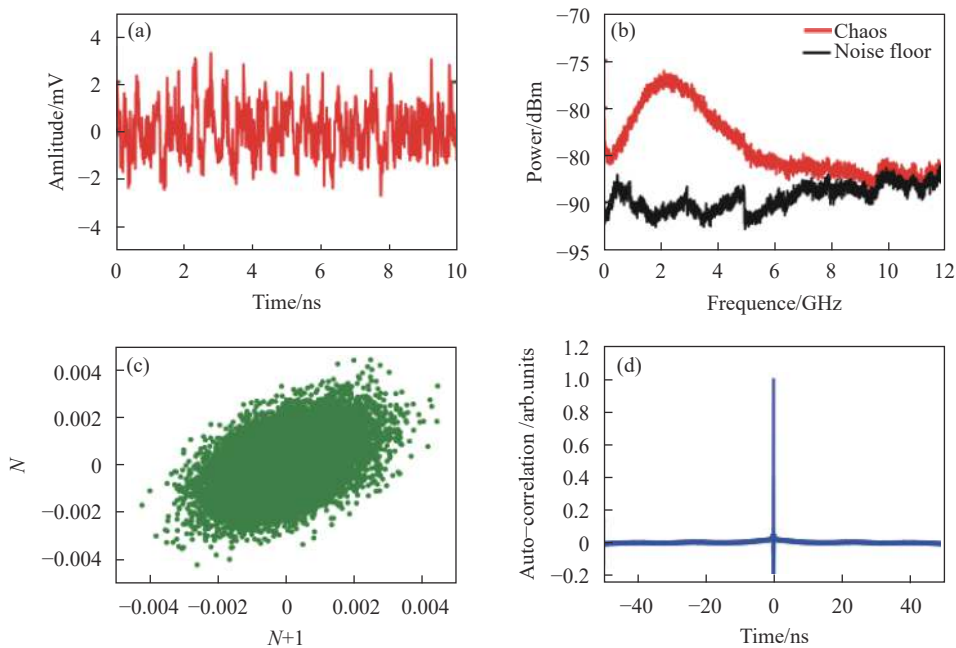 (a)
4
2
0
−2
−4
Amlitude/mV
0 2 4 6 8 10
Time/ns
(b)
Chaos
Noise floor
−70
−75
−80
−80
−90
−95
Power/dBm
0 2 4 6 8 10 12
Frequence/GHz
(c)
0.004
0.002
0
−0.002
−0.004
N
−0.004 −0.002 0 0.002 0.004
N+1
(d)
1.2
1.0
0.8
0.6
0.4
0.2
0
−0.2
Auto−correlation /arb.units
−40 −20 0 20 40
Time/ns